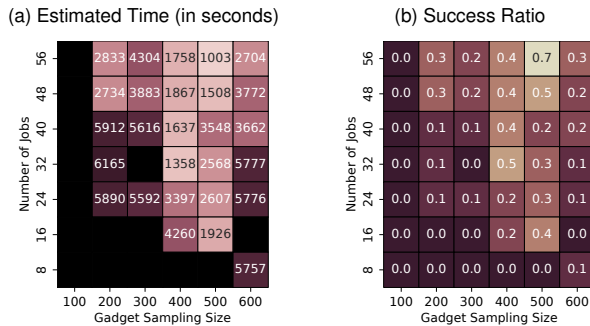 (a) Estimated Time (in seconds)
Number of Jobs
56 2833 4304 1758 1003 2704
48 2734 3883 1867 1508 3772
40 5912 5616 1637 3548 3662
32 6165 1358 2568 5777
24 5890 5592 3397 2607 5776
16 4260 1926
8 5757
100 200 300 400 500 600
Gadget Sampling Size
(b) Success Ratio
Number of Jobs
56 0.0 0.3 0.2 0.4 0.7 0.3
48 0.0 0.3 0.2 0.4 0.5 0.2
40 0.0 0.1 0.1 0.4 0.2 0.2
32 0.0 0.1 0.0 0.5 0.3 0.1
24 0.0 0.1 0.1 0.2 0.3 0.1
16 0.0 0.0 0.0 0.2 0.4 0.0
8 0.0 0.0 0.0 0.0 0.0 0.1
100 200 300 400 500 600
Gadget Sampling Size